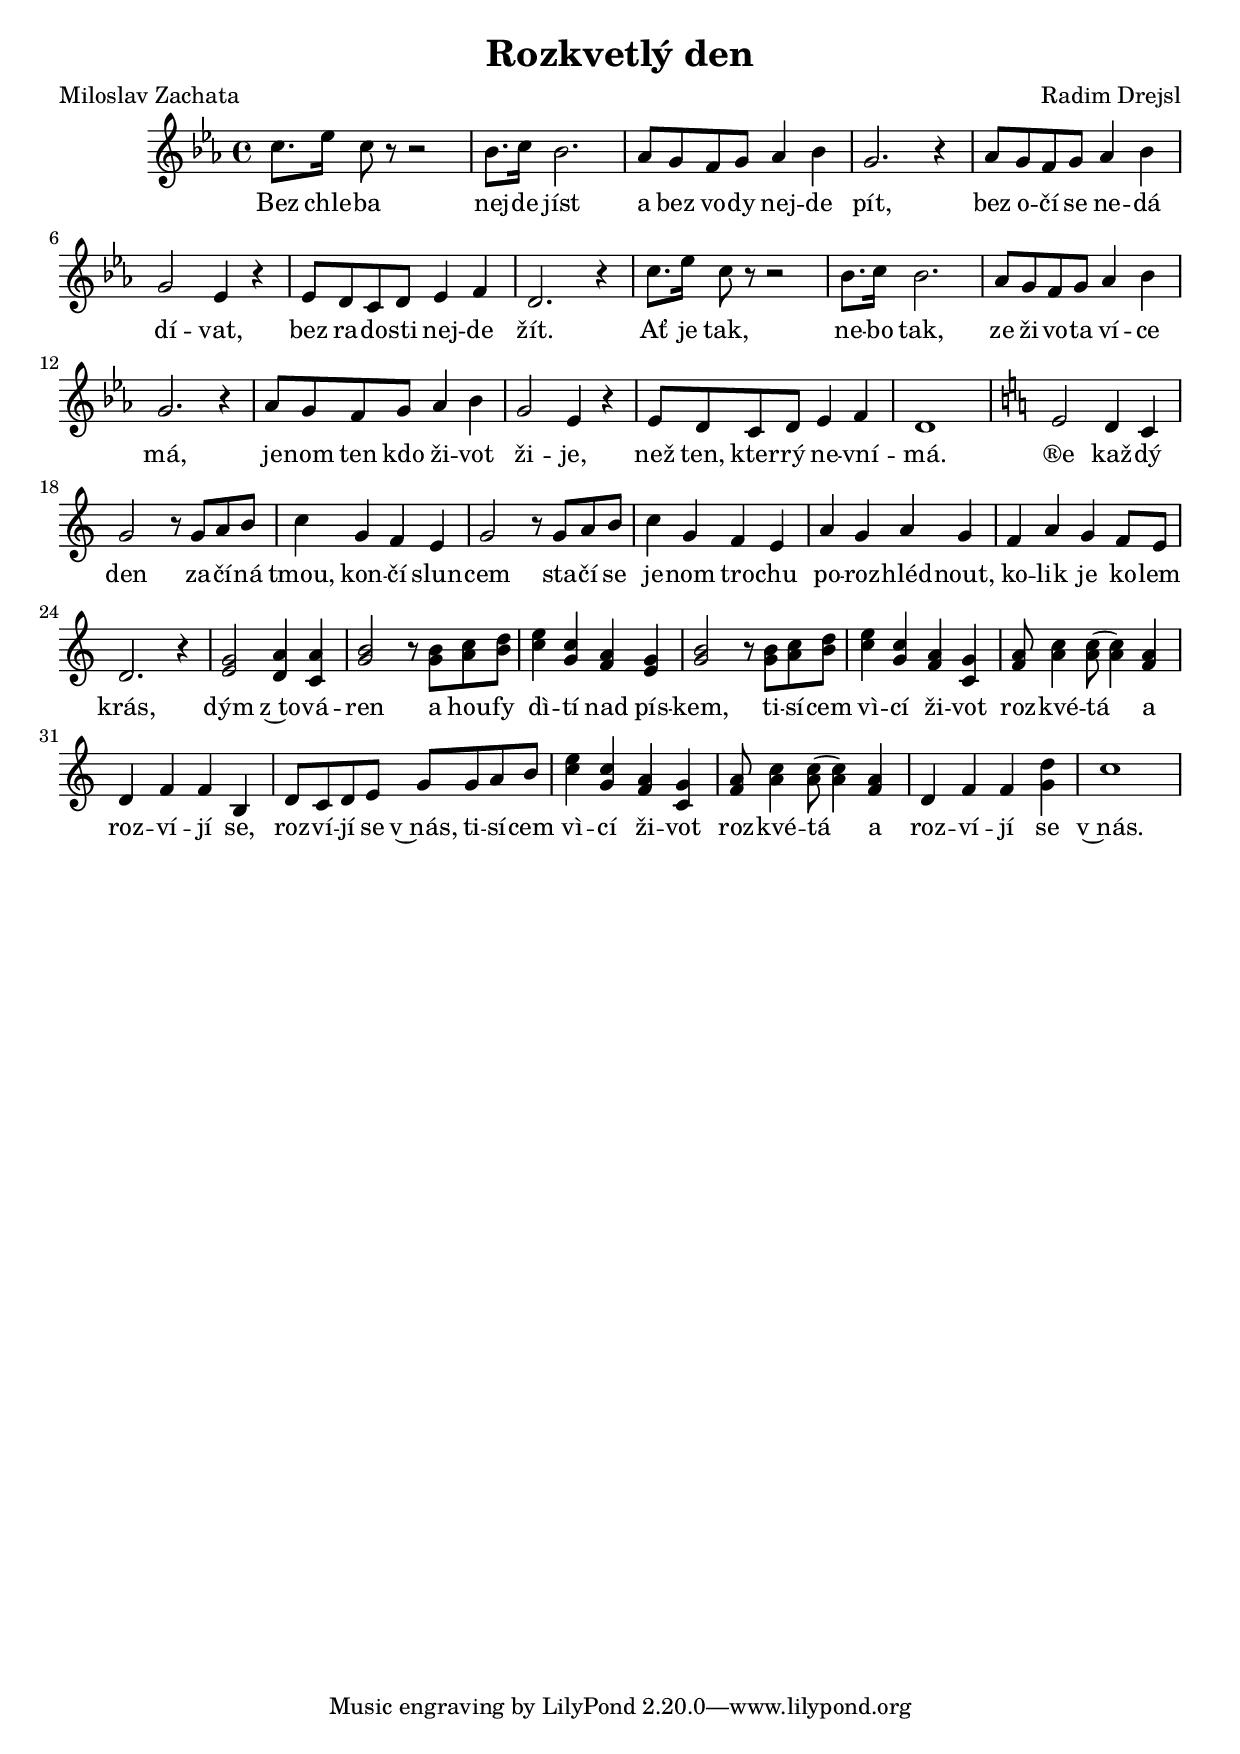 Rozkvetlý den
Miloslav Zachata Radim Drejsl
Bez chleba nejde jíst a bez vody nej -- de pít, bez o -- čí se ne -- dá
6
dí -- vat, bez radosti nej -- de žít. Ať je tak, ne -- bo tak, ze života ví -- ce
12
má, jenom ten kdo ži -- vot ži -- je, než ten, kterrý ne -- vní -- má. ®e každý
18
den začíná tmou, kon -- čí sluncem stačí se jenom trochu po -- rozhlédnout, ko -- lik je kolem
24
krás, dým z tová -- ren a houfy dì -- tí nad pís -- kem, ti -- sícem vì -- cí ži -- vot roz -- kvé -- tá a
31
roz -- ví -- jí se, rozví -- jí se v nás, ti -- sícem vì -- cí ži -- vot rozkvé -- tá a roz -- ví -- jí se v nás.
Music engraving by LilyPond 2.20.0—www.lilypond.org